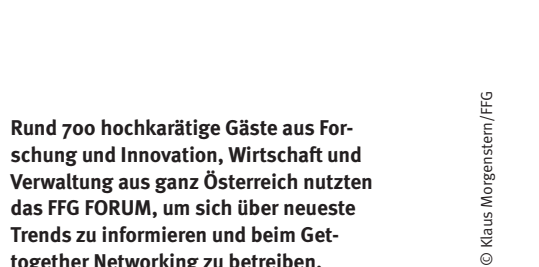 Rund 700 hochkarätige Gäste aus For-
schung und Innovation, Wirtschaft und
Verwaltung aus ganz Österreich nutzten
das FFG FORUM, um sich über neueste
Trends zu informieren und beim Get-
together Networking zu betreiben.
© Klaus Morgenstern/FFG